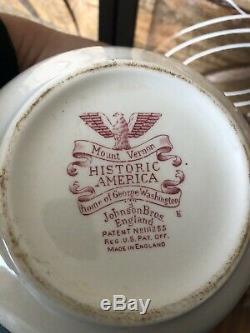 Mount Vernon
HISTORIC
AMERICA
home of George Washington
Johnson Bros.
England
PATENT No 118255
REG. U.S. PAT. OFF.
MADE IN ENGLAND